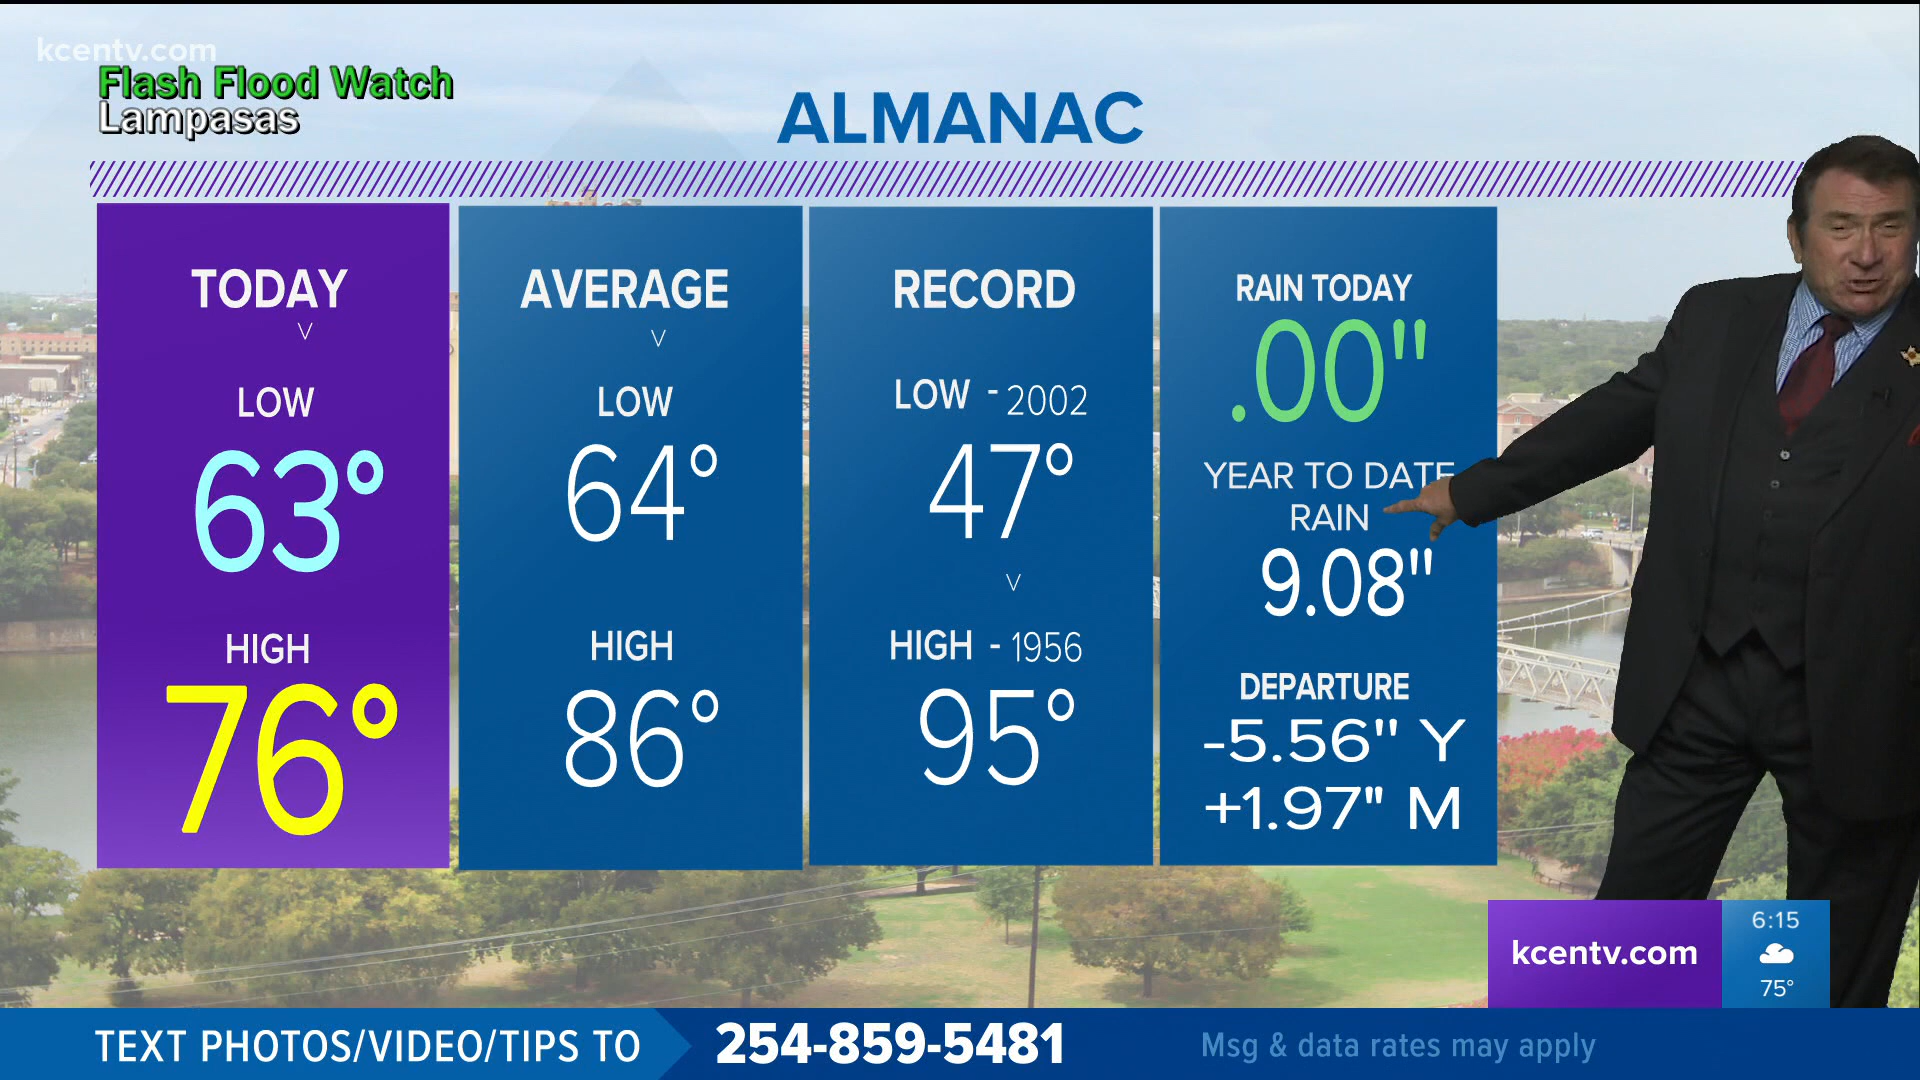 kcentv.com
Flash Flood Watch
Lampasas
ALMANAC
TODAY
LOW
63°
HIGH
76°
AVERAGE
LOW
64°
HIGH
86°
RECORD
LOW - 2002
47°
HIGH - 1956
95°
RAIN TODAY
.00"
YEAR TO DATE
RAIN
9.08"
DEPARTURE
-5.56" Y
+1.97" M
kcentv.com
6:15
75°
TEXT PHOTOS/VIDEO/TIPS TO
254-859-5481
Msg & data rates may apply